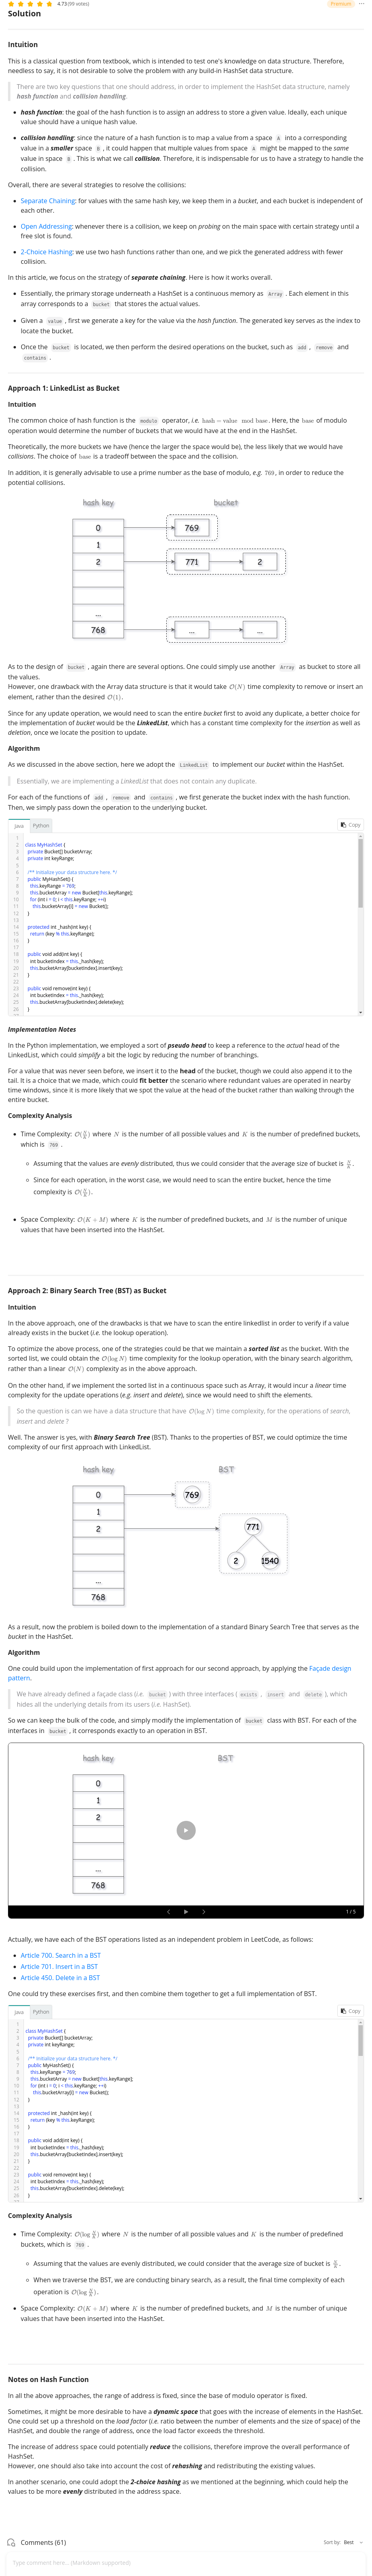 4.73 (99 votes)
Premium
Solution
Intuition
This is a classical question from textbook, which is intended to test one's knowledge on data structure. Therefore,
needless to say, it is not desirable to solve the problem with any build-in HashSet data structure.
There are two key questions that one should address, in order to implement the HashSet data structure, namely
hash function and collision handling.
• hash function: the goal of the hash function is to assign an address to store a given value. Ideally, each unique
value should have a unique hash value.
• collision handling: since the nature of a hash function is to map a value from a space A into a corresponding
value in a smaller space B, it could happen that multiple values from space A might be mapped to the same
value in space B. This is what we call collision. Therefore, it is indispensable for us to have a strategy to handle the
collision.
Overall, there are several strategies to resolve the collisions:
• Separate Chaining: for values with the same hash key, we keep them in a bucket, and each bucket is independent of
each other.
• Open Addressing: whenever there is a collision, we keep on probing on the main space with certain strategy until a
free slot is found.
• 2-Choice Hashing: we use two hash functions rather than one, and we pick the generated address with fewer
collision.
In this article, we focus on the strategy of separate chaining. Here is how it works overall.
• Essentially, the primary storage underneath a HashSet is a continuous memory as Array. Each element in this
array corresponds to a bucket that stores the actual values.
• Given a value, first we generate a key for the value via the hash function. The generated key serves as the index to
locate the bucket.
• Once the bucket is located, we then perform the desired operations on the bucket, such as add, remove and
contains.
Approach 1: LinkedList as Bucket
Intuition
The common choice of hash function is the modulo operator, i.e. hash = value mod base. Here, the base of modulo
operation would determine the number of buckets that we would have at the end in the HashSet.
Theoretically, the more buckets we have (hence the larger the space would be), the less likely that we would have
collisions. The choice of base is a tradeoff between the space and the collision.
In addition, it is generally advisable to use a prime number as the base of modulo, e.g. 769, in order to reduce the
potential collisions.
hash key bucket
0 769
1
2 771 2
...
768 ... ...
As to the design of bucket, again there are several options. One could simply use another Array as bucket to store all
the values.
However, one drawback with the Array data structure is that it would take O(N) time complexity to remove or insert an
element, rather than the desired O(1).
Since for any update operation, we would need to scan the entire bucket first to avoid any duplicate, a better choice for
the implementation of bucket would be the LinkedList, which has a constant time complexity for the insertion as well as
deletion, once we locate the position to update.
Algorithm
As we discussed in the above section, here we adopt the LinkedList to implement our bucket within the HashSet.
Essentially, we are implementing a LinkedList that does not contain any duplicate.
For each of the functions of add, remove and contains, we first generate the bucket index with the hash function.
Then, we simply pass down the operation to the underlying bucket.
Java Python Copy
1
2 class MyHashSet {
3 private Bucket[] bucketArray;
4 private int keyRange;
5
6 /** Initialize your data structure here. */
7 public MyHashSet() {
8 this.keyRange = 769;
9 this.bucketArray = new Bucket[this.keyRange];
10 for (int i = 0; i < this.keyRange; ++i)
11 this.bucketArray[i] = new Bucket();
12 }
13
14 protected int _hash(int key) {
15 return (key % this.keyRange);
16 }
17
18 public void add(int key) {
19 int bucketIndex = this._hash(key);
20 this.bucketArray[bucketIndex].insert(key);
21 }
22
23 public void remove(int key) {
24 int bucketIndex = this._hash(key);
25 this.bucketArray[bucketIndex].delete(key);
26 }
Implementation Notes
In the Python implementation, we employed a sort of pseudo head to keep a reference to the actual head of the
LinkedList, which could simplify a bit the logic by reducing the number of branchings.
For a value that was never seen before, we insert it to the head of the bucket, though we could also append it to the
tail. It is a choice that we made, which could fit better the scenario where redundant values are operated in nearby
time windows, since it is more likely that we spot the value at the head of the bucket rather than walking through the
entire bucket.
Complexity Analysis
• Time Complexity: O(N/K) where N is the number of all possible values and K is the number of predefined buckets,
which is 769.
Assuming that the values are evenly distributed, thus we could consider that the average size of bucket is N/K.
Since for each operation, in the worst case, we would need to scan the entire bucket, hence the time
complexity is O(N/K).
• Space Complexity: O(K + M) where K is the number of predefined buckets, and M is the number of unique
values that have been inserted into the HashSet.
Approach 2: Binary Search Tree (BST) as Bucket
Intuition
In the above approach, one of the drawbacks is that we have to scan the entire linkedlist in order to verify if a value
already exists in the bucket (i.e. the lookup operation).
To optimize the above process, one of the strategies could be that we maintain a sorted list as the bucket. With the
sorted list, we could obtain the O(log N) time complexity for the lookup operation, with the binary search algorithm,
rather than a linear O(N) complexity as in the above approach.
On the other hand, if we implement the sorted list in a continuous space such as Array, it would incur a linear time
complexity for the update operations (e.g. insert and delete), since we would need to shift the elements.
So the question is can we have a data structure that have O(log N) time complexity, for the operations of search,
insert and delete ?
Well. The answer is yes, with Binary Search Tree (BST). Thanks to the properties of BST, we could optimize the time
complexity of our first approach with LinkedList.
hash key BST
0 769
1
2 771
2 1540
...
768
As a result, now the problem is boiled down to the implementation of a standard Binary Search Tree that serves as the
bucket in the HashSet.
Algorithm
One could build upon the implementation of first approach for our second approach, by applying the Façade design
pattern.
We have already defined a façade class (i.e. bucket) with three interfaces (exists, insert and delete), which
hides all the underlying details from its users (i.e. HashSet).
So we can keep the bulk of the code, and simply modify the implementation of bucket class with BST. For each of the
interfaces in bucket, it corresponds exactly to an operation in BST.
hash key BST
0
1
2
...
768
1 / 5
Actually, we have each of the BST operations listed as an independent problem in LeetCode, as follows:
• Article 700. Search in a BST
• Article 701. Insert in a BST
• Article 450. Delete in a BST
One could try these exercises first, and then combine them together to get a full implementation of BST.
Java Python Copy
1
2 class MyHashSet {
3 private Bucket[] bucketArray;
4 private int keyRange;
5
6 /** Initialize your data structure here. */
7 public MyHashSet() {
8 this.keyRange = 769;
9 this.bucketArray = new Bucket[this.keyRange];
10 for (int i = 0; i < this.keyRange; ++i)
11 this.bucketArray[i] = new Bucket();
12 }
13
14 protected int _hash(int key) {
15 return (key % this.keyRange);
16 }
17
18 public void add(int key) {
19 int bucketIndex = this._hash(key);
20 this.bucketArray[bucketIndex].insert(key);
21 }
22
23 public void remove(int key) {
24 int bucketIndex = this._hash(key);
25 this.bucketArray[bucketIndex].delete(key);
26 }
Complexity Analysis
• Time Complexity: O(log N/K) where N is the number of all possible values and K is the number of predefined
buckets, which is 769.
Assuming that the values are evenly distributed, we could consider that the average size of bucket is N/K.
When we traverse the BST, we are conducting binary search, as a result, the final time complexity of each
operation is O(log N/K).
• Space Complexity: O(K + M) where K is the number of predefined buckets, and M is the number of unique
values that have been inserted into the HashSet.
Notes on Hash Function
In all the above approaches, the range of address is fixed, since the base of modulo operator is fixed.
Sometimes, it might be more desirable to have a dynamic space that goes with the increase of elements in the HashSet.
One could set up a threshold on the load factor (i.e. ratio between the number of elements and the size of space) of the
HashSet, and double the range of address, once the load factor exceeds the threshold.
The increase of address space could potentially reduce the collisions, therefore improve the overall performance of
HashSet.
However, one should also take into account the cost of rehashing and redistributing the existing values.
In another scenario, one could adopt the 2-choice hashing as we mentioned at the beginning, which could help the
values to be more evenly distributed in the address space.
Comments (61) Sort by: Best
Type comment here... (Markdown supported)